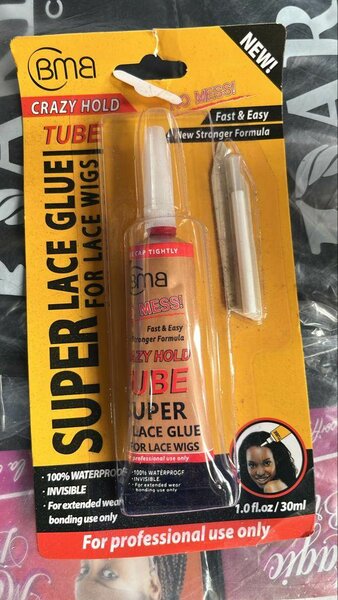 BMB
NEW!
CRAZY HOLD
TUBE
O MESS!
Fast & Easy
New Stronger Formula
SUPER LACE GLUE
FOR LACE WIGS
CAP TIGHTLY
BMB
MESS!
Fast & Easy
Stronger Formula
CRAZY HOLD
TUBE
SUPER
LACE GLUE
FOR LACE WIGS
professional use only
· 100% WATERPROOF
· INVISIBLE
· For extended wear
bonding use only
· 100% WATERPROOF
· INVISIBLE
· For extended wear
bonding use only
1.0 fl.oz / 30ml
For professional use only